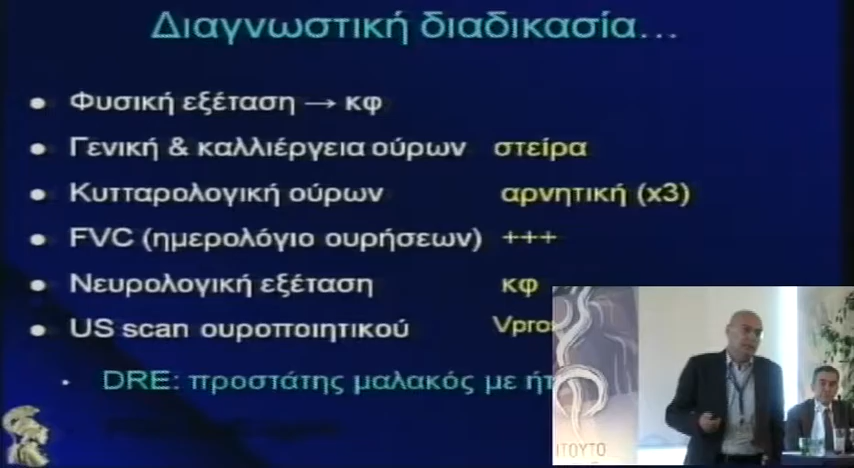 Διαγνωστική διαδικασία...
• Φυσική εξέταση → κφ
• Γενική & καλλιέργεια ούρων στείρα
• Κυτταρολογική ούρων αρνητική (x3)
• FVC (ημερολόγιο ουρήσεων) +++
• Νευρολογική εξέταση κφ
• US scan ουροποιητικού
• DRE: προστάτης μαλακός με
ΙΤΟΥΤΟ